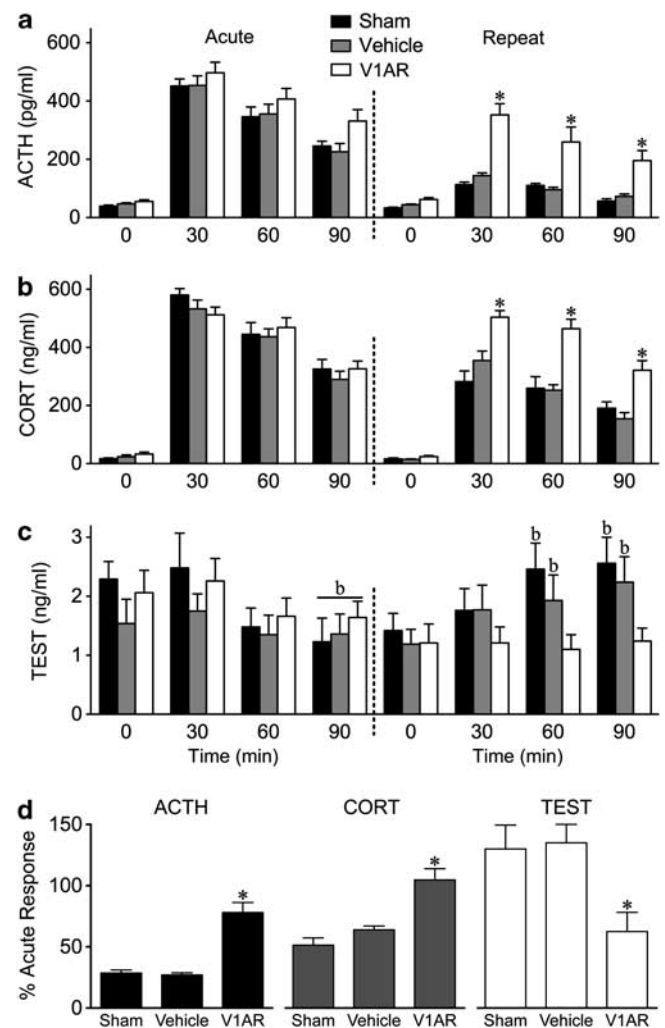 a
Sham
Vehicle
V1AR
Acute
Repeat
ACTH (pg/ml)
600
400
200
0
* * *
0 30 60 90 0 30 60 90
b
CORT (ng/ml)
600
400
200
0
* * *
0 30 60 90 0 30 60 90
c
TEST (ng/ml)
3
2
1
0
b b b b b
0 30 60 90 0 30 60 90
Time (min) Time (min)
d
ACTH CORT TEST
% Acute Response
150
100
50
0
* * *
Sham Vehicle V1AR Sham Vehicle V1AR Sham Vehicle V1AR